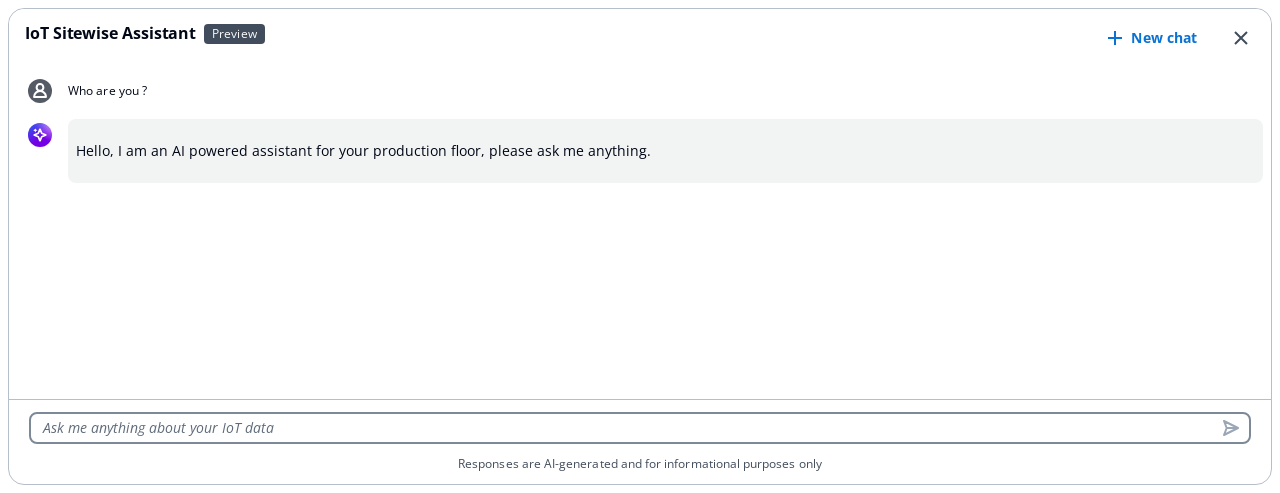 IoT Sitewise Assistant Preview
New chat
Who are you ?
Hello, I am an AI powered assistant for your production floor, please ask me anything.
Ask me anything about your IoT data
Responses are AI-generated and for informational purposes only